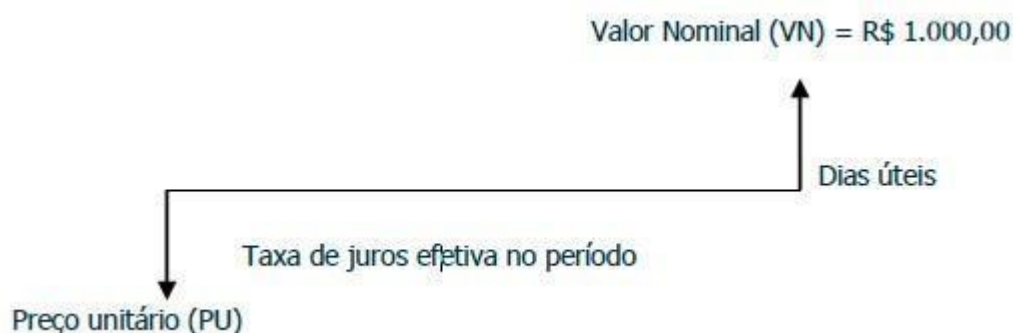 Valor Nominal (VN) = R$ 1.000,00
Dias úteis
Taxa de juros efetiva no período
Preço unitário (PU)